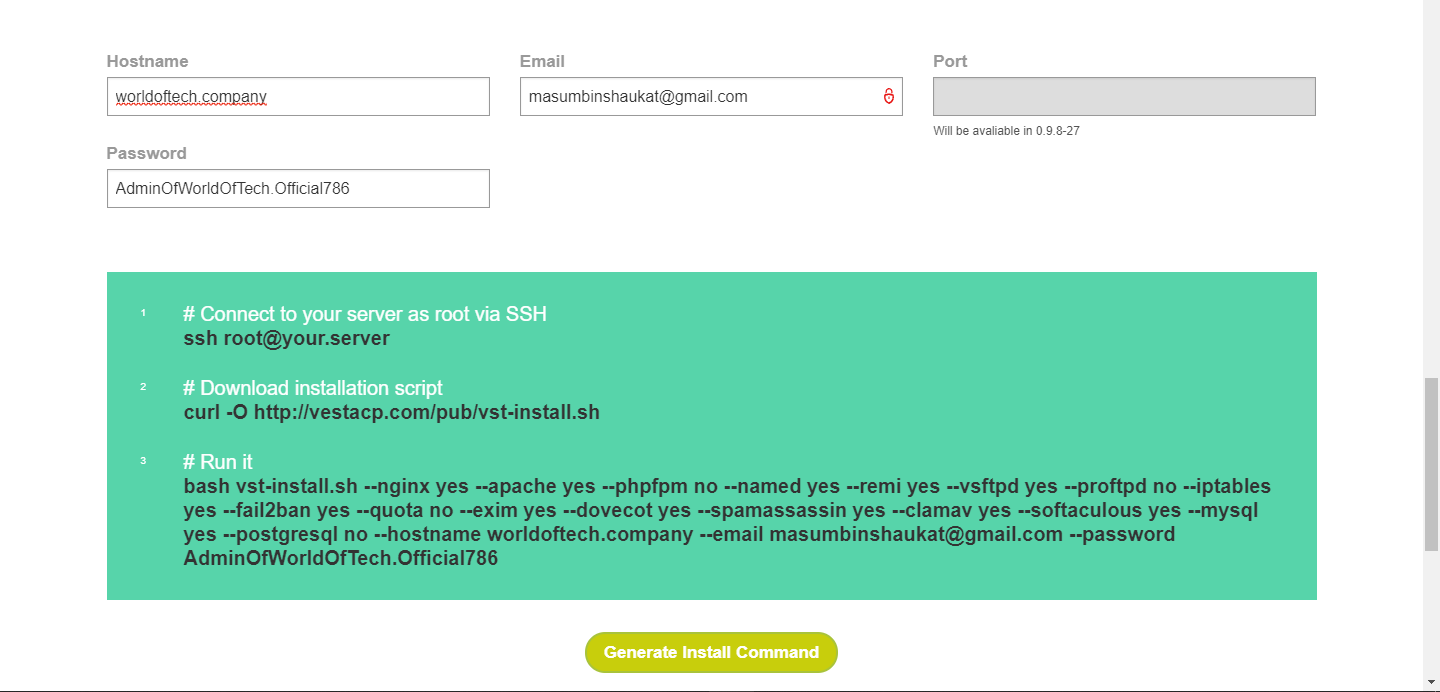 Hostname
Email
Port
worldoftech.company
masumbinshaukat@gmail.com
Will be avaliable in 0.9.8-27
Password
AdminOfWorldOfTech.Official786
1 # Connect to your server as root via SSH
ssh root@your.server
2 # Download installation script
curl -O http://vestacp.com/pub/vst-install.sh
3 # Run it
bash vst-install.sh --nginx yes --apache yes --phpfpm no --named yes --remi yes --vsftpd yes --proftpd no --iptables
yes --fail2ban yes --quota no --exim yes --dovecot yes --spamassassin yes --clamav yes --softaculous yes --mysql
yes --postgresql no --hostname worldoftech.company --email masumbinshaukat@gmail.com --password
AdminOfWorldOfTech.Official786
Generate Install Command